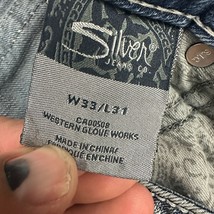 Silver
JEANS CO.
W33/L31
CA00508
WESTERN GLOVE WORKS
MADE IN CHINA/
FABRIQUÉ EN CHINE